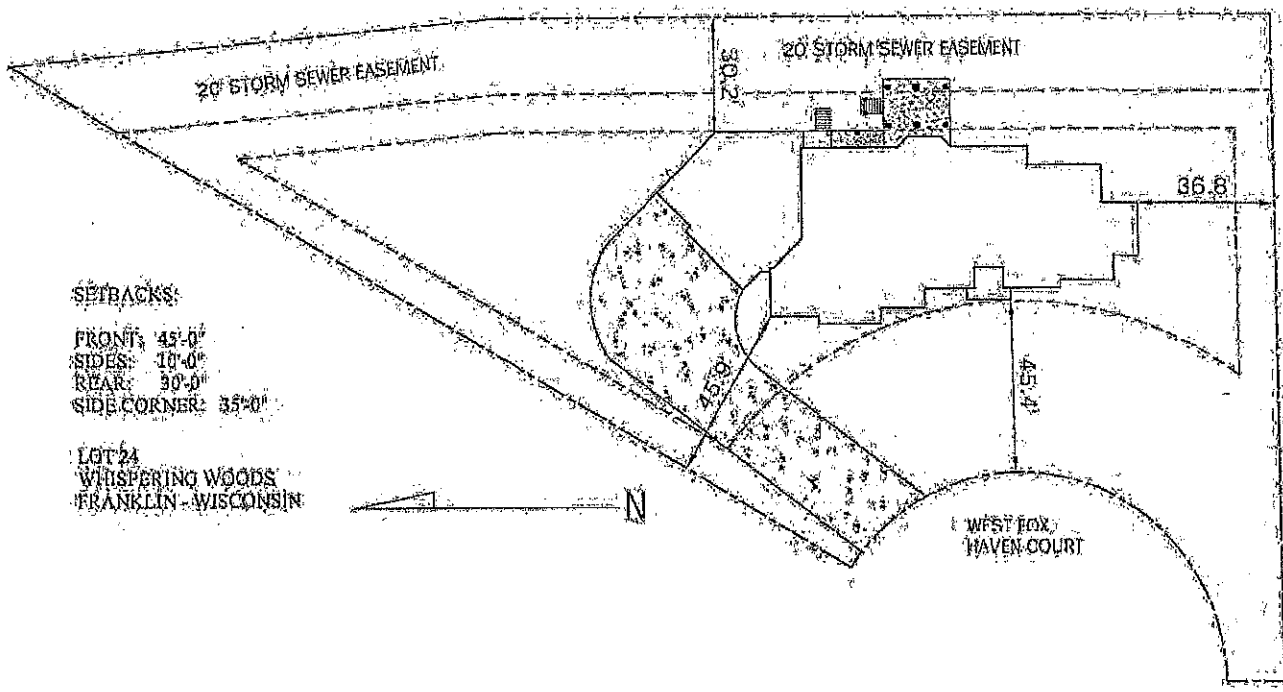 20' STORM SEWER EASEMENT
20' STORM SEWER EASEMENT
30.2'
36.8'
SETBACKS:
FRONT: 45'-0"
SIDES: 10'-0"
REAR: 30'-0"
SIDE CORNER: 35'-0"
45.9'
45.4'
LOT 24
WHISPERING WOODS
FRANKLIN - WISCONSIN
N
WEST FOX
HAVEN COURT